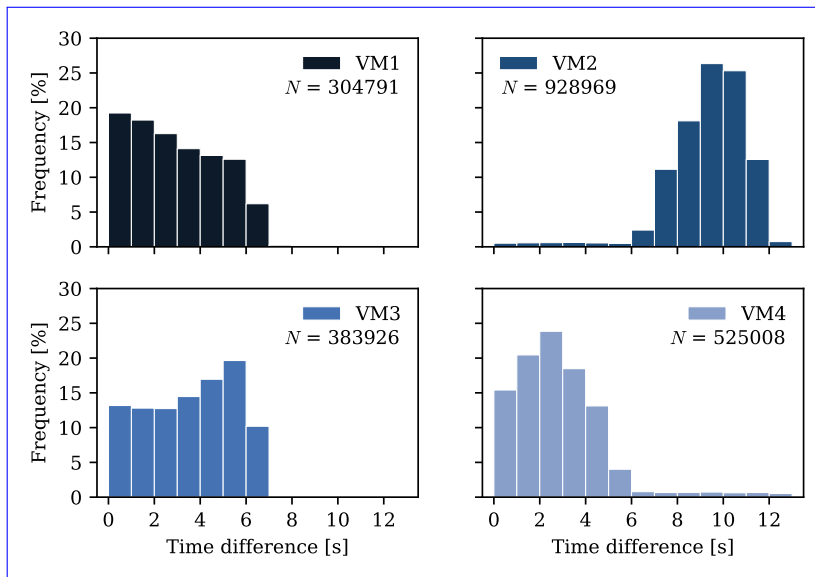 30
25
20
15
10
5
0
Frequency [%]
VM1
N = 304791
VM2
N = 928969
30
25
20
15
10
5
0
Frequency [%]
VM3
N = 383926
VM4
N = 525008
0 2 4 6 8 10 12
Time difference [s]
0 2 4 6 8 10 12
Time difference [s]